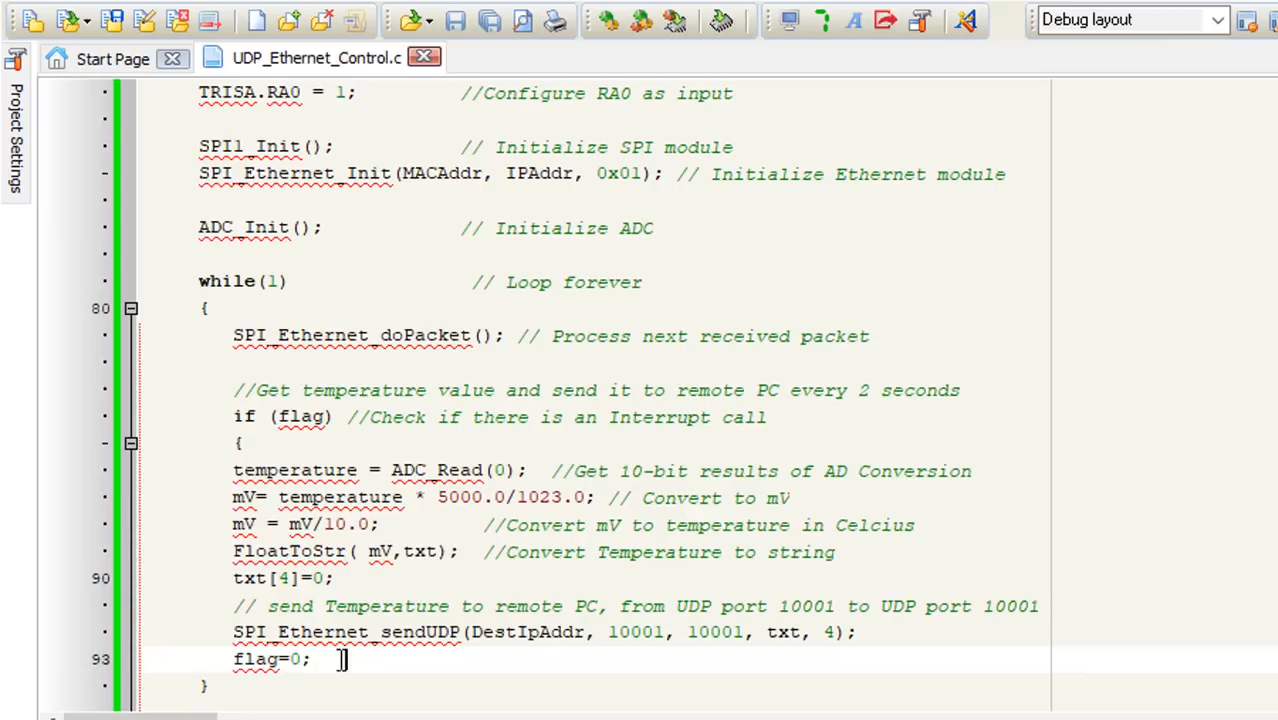 Debug layout
Start Page
UDP_Ethernet_Control.c
Project Settings
TRISA.RA0 = 1; //Configure RA0 as input
SPI1_Init(); // Initialize SPI module
SPI_Ethernet_Init(MACAddr, IPAddr, 0x01); // Initialize Ethernet module
ADC_Init(); // Initialize ADC
while(1) // Loop forever
80 {
SPI_Ethernet_doPacket(); // Process next received packet
//Get temperature value and send it to remote PC every 2 seconds
if (flag) //Check if there is an Interrupt call
{
temperature = ADC_Read(0); //Get 10-bit results of AD Conversion
mV= temperature * 5000.0/1023.0; // Convert to mV
mV = mV/10.0; //Convert mV to temperature in Celcius
FloatToStr( mV,txt); //Convert Temperature to string
90 txt[4]=0;
// send Temperature to remote PC, from UDP port 10001 to UDP port 10001
SPI_Ethernet_sendUDP(DestIpAddr, 10001, 10001, txt, 4);
93 flag=0;
}